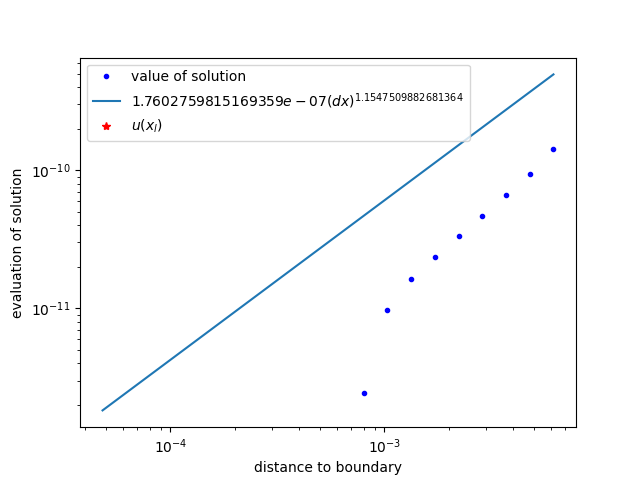 value of solution
1.7602759815169359e − 07(dx)^1.1547509882681364
u(x_l)
10^−10
10^−11
evaluation of solution
10^−4
10^−3
distance to boundary